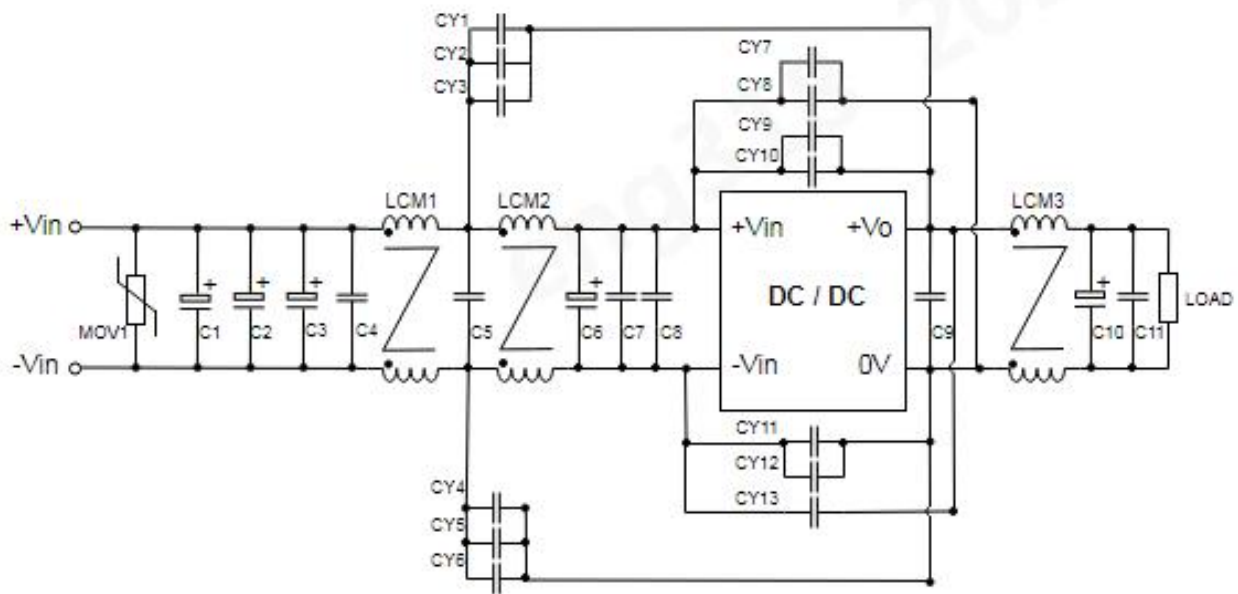 CY1
CY2
CY3
CY7
CY8
CY9
CY10
LCM1
LCM2
LCM3
+Vin
+Vin
+Vo
+
+
+
+
+
DC / DC
MOV1
C1
C2
C3
C4
C5
C6
C7
C8
C9
C10
C11
LOAD
-Vin
-Vin
0V
CY11
CY12
CY13
CY4
CY5
CY6